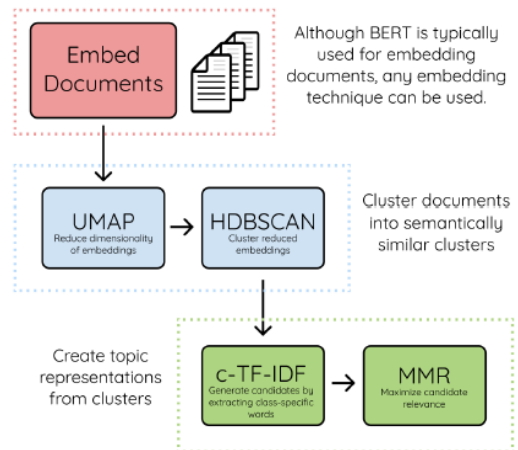 Embed
Documents
Although BERT is typically
used for embedding
documents, any embedding
technique can be used.
UMAP
Reduce dimensionality
of embeddings
HDBSCAN
Cluster reduced
embeddings
Cluster documents
into semantically
similar clusters
Create topic
representations
from clusters
c-TF-IDF
Generate candidates by
extracting class-specific
words
MMR
Maximize candidate
relevance